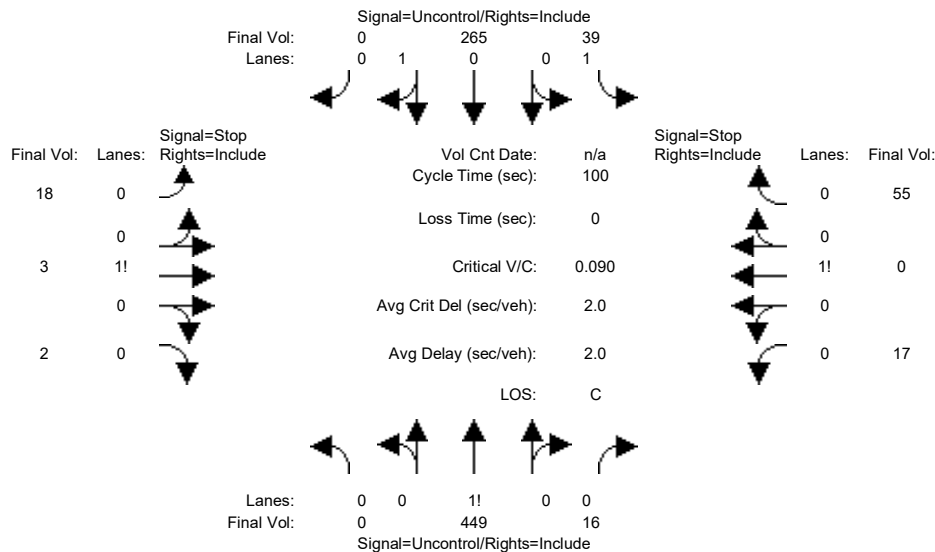 Signal=Uncontrol/Rights=Include
Final Vol: 0 265 39
Lanes: 0 1 0 0 1
Signal=Stop
Final Vol: Lanes: Rights=Include
Vol Cnt Date: n/a
Signal=Stop
Rights=Include Lanes: Final Vol:
Cycle Time (sec): 100
18 0
0 55
Loss Time (sec): 0
0
0
3 1!
Critical V/C: 0.090
1! 0
0
Avg Crit Del (sec/veh): 2.0
0
2 0
Avg Delay (sec/veh): 2.0
0 17
LOS: C
Lanes: 0 0 1! 0 0
Final Vol: 0 449 16
Signal=Uncontrol/Rights=Include